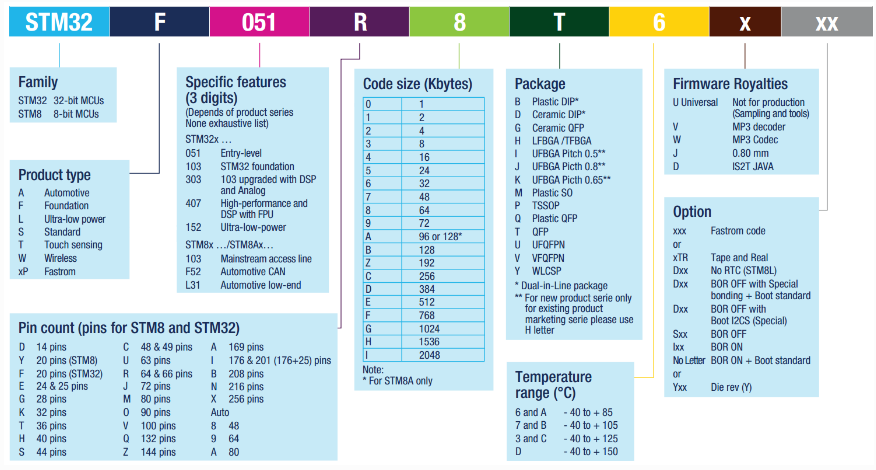 STM32 F 051 R 8 T 6 x xx
Family
STM32 32-bit MCUs
STM8 8-bit MCUs
Product type
A Automotive
F Foundation
L Ultra-low power
S Standard
T Touch sensing
W Wireless
xP Fastrom
Specific features
(3 digits)
(Depends of product series
None exhaustive list)
STM32x ...
051 Entry-level
103 STM32 foundation
303 103 upgraded with DSP
and Analog
407 High-performance and
DSP with FPU
152 Ultra-low-power
STM8x .../STM8Ax...
103 Mainstream access line
F52 Automotive CAN
L31 Automotive low-end
Pin count (pins for STM8 and STM32)
D 14 pins C 48 & 49 pins A 169 pins
Y 20 pins (STM8) U 63 pins I 176 & 201 (176+25) pins
F 20 pins (STM32) R 64 & 66 pins B 208 pins
E 24 & 25 pins J 72 pins N 216 pins
G 28 pins M 80 pins X 256 pins
K 32 pins O 90 pins Auto
T 36 pins V 100 pins 8 48
H 40 pins Q 132 pins 9 64
S 44 pins Z 144 pins A 80
Code size (Kbytes)
0 1
1 2
2 4
3 8
4 16
5 24
6 32
7 48
8 64
9 72
A 96 or 128*
B 128
Z 192
C 256
D 384
E 512
F 768
G 1024
H 1536
I 2048
Note:
* For STM8A only
Package
B Plastic DIP*
D Ceramic DIP*
G Ceramic QFP
H LFBGA /TFBGA
I UFBGA Pitch 0.5**
J UFBGA Picth 0.8**
K UFBGA Picth 0.65**
M Plastic SO
P TSSOP
Q Plastic QFP
T QFP
U UFQFPN
V VFQFPN
Y WLCSP
* Dual-in-Line package
** For new product serie only
for existing product
marketing serie please use
H letter
Temperature
range (°C)
6 and A - 40 to + 85
7 and B - 40 to + 105
3 and C - 40 to + 125
D - 40 to + 150
Firmware Royalties
U Universal Not for production
(Sampling and tools)
V MP3 decoder
W MP3 Codec
J 0.80 mm
D IS2T JAVA
Option
xxx Fastrom code
or
xTR Tape and Real
Dxx No RTC (STM8L)
Dxx BOR OFF with Special
bonding + Boot standard
Dxx BOR OFF with
Boot I2CS (Special)
Sxx BOR OFF
Ixx BOR ON
No Letter BOR ON + Boot standard
or
Yxx Die rev (Y)